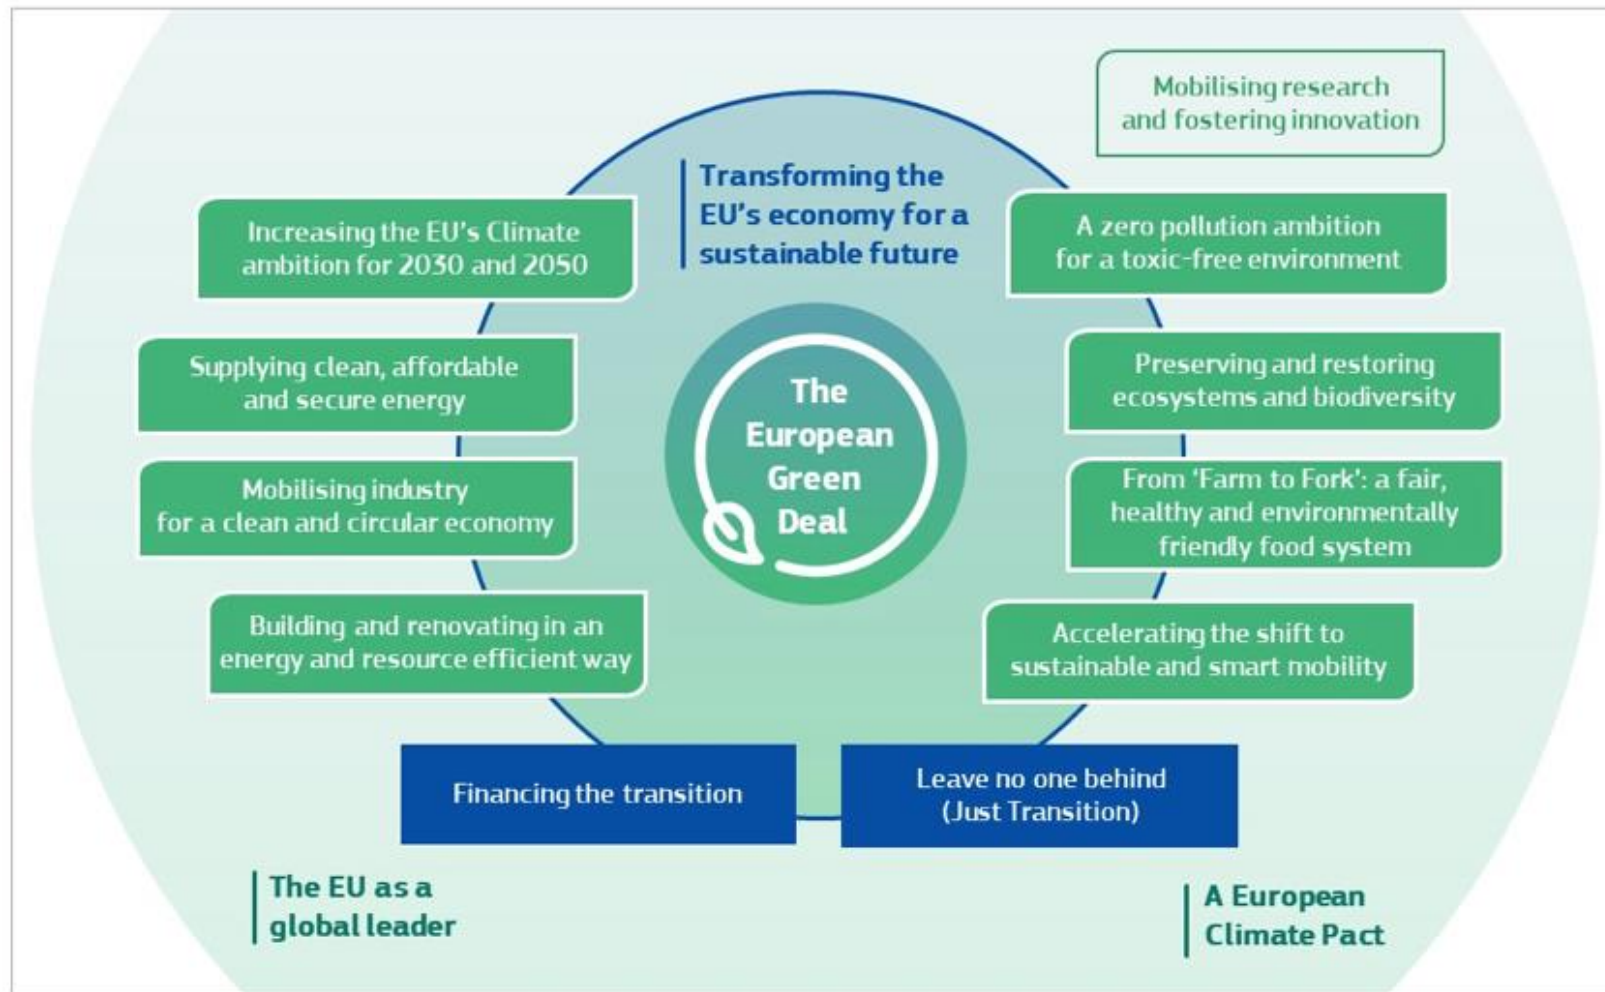 Mobilising research
and fostering innovation
Transforming the
EU's economy for a
sustainable future
Increasing the EU's Climate
ambition for 2030 and 2050
A zero pollution ambition
for a toxic-free environment
Supplying clean, affordable
and secure energy
Preserving and restoring
ecosystems and biodiversity
The
European
Green
Deal
Mobilising industry
for a clean and circular economy
From ‘Farm to Fork’: a fair,
healthy and environmentally
friendly food system
Building and renovating in an
energy and resource efficient way
Accelerating the shift to
sustainable and smart mobility
Financing the transition
Leave no one behind
(Just Transition)
The EU as a
global leader
A European
Climate Pact